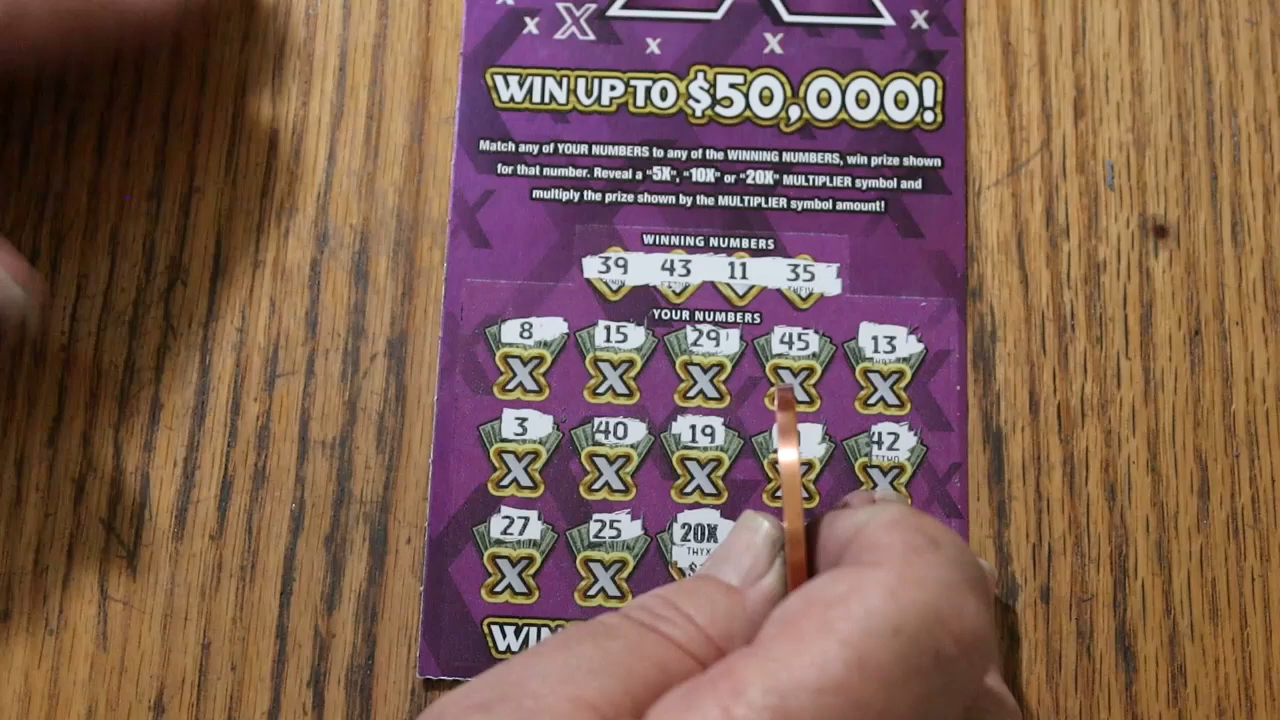 X X X X X X
WIN UP TO $50,000!
Match any of YOUR NUMBERS to any of the WINNING NUMBERS, win prize shown
for that number. Reveal a "5X", "10X" or "20X" MULTIPLIER symbol and
multiply the prize shown by the MULTIPLIER symbol amount!
WINNING NUMBERS
39 43 11 35
YOUR NUMBERS
8 15 29 45 13
X X X X X
3 40 19 42
X X X X X
27 25 20X
THYX
X X $
WIN